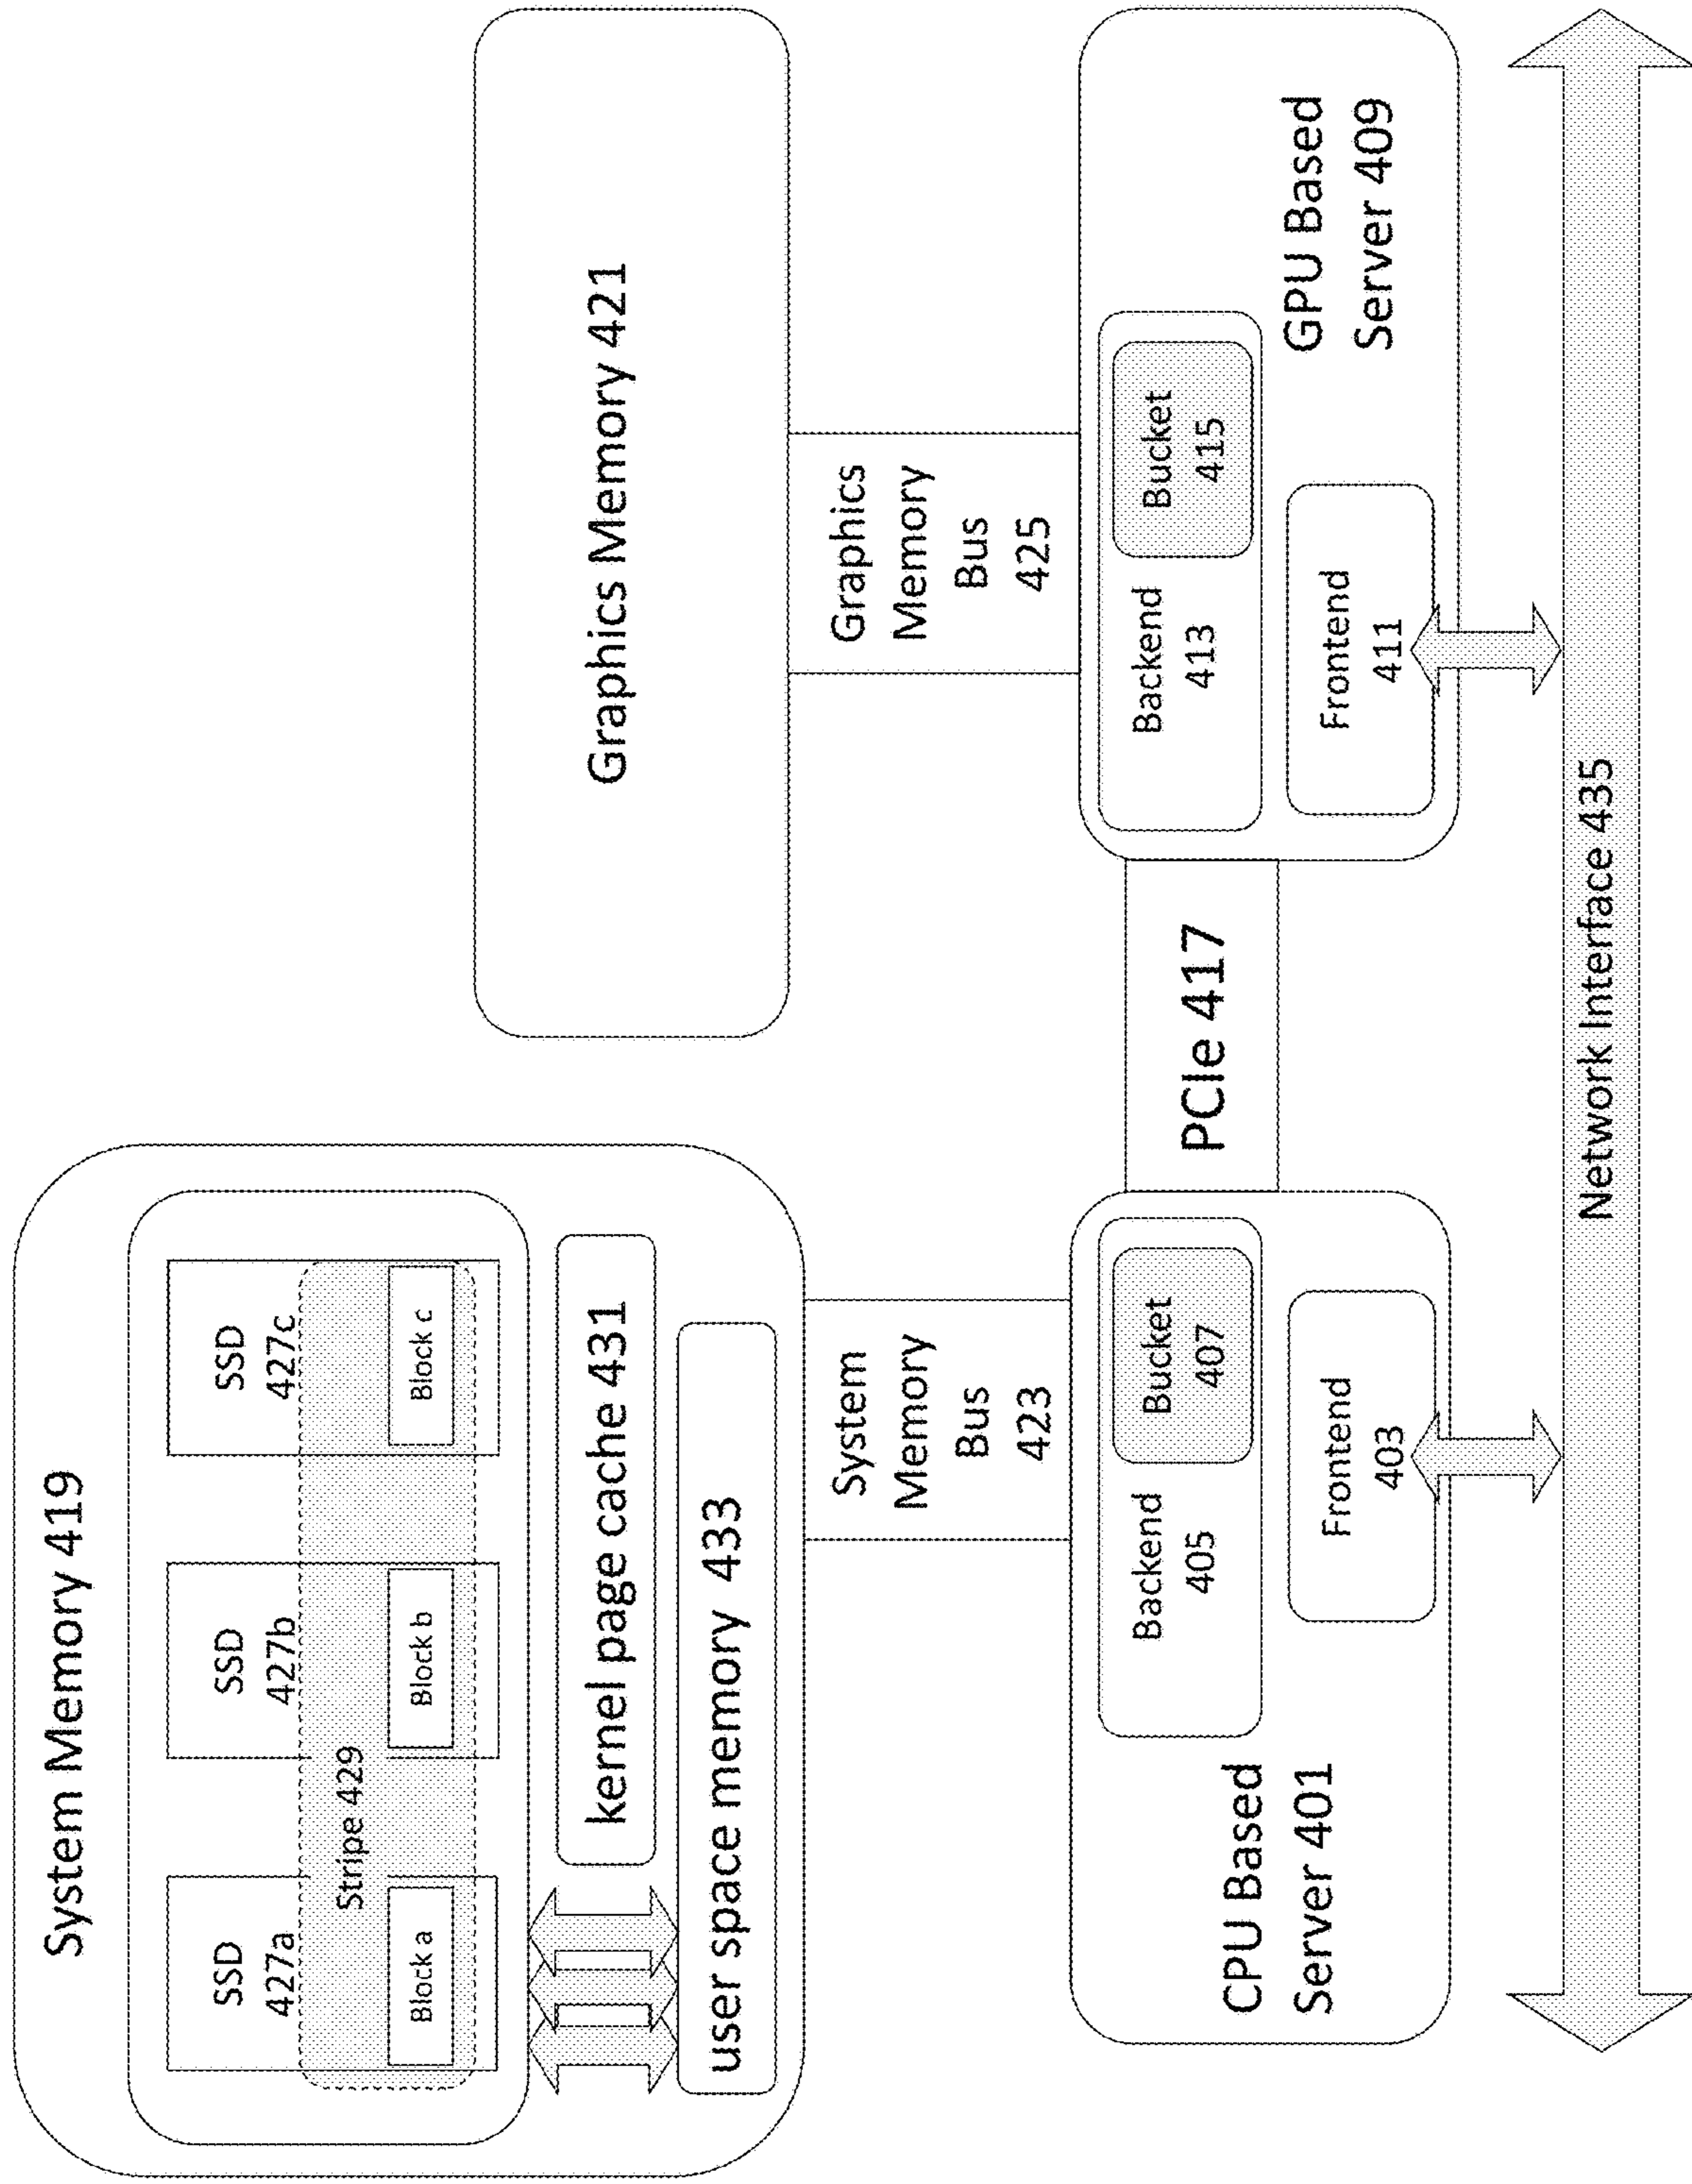 System Memory 419
SSD
427a
SSD
427b
SSD
427c
Stripe 429
Block a
Block b
Block c
kernel page cache 431
user space memory 433
Graphics Memory 421
System
Memory
Bus
423
Graphics
Memory
Bus
425
CPU Based
Server 401
Backend
405
Bucket
407
Frontend
403
PCIe 417
Backend
413
Bucket
415
Frontend
411
GPU Based
Server 409
Network Interface 435